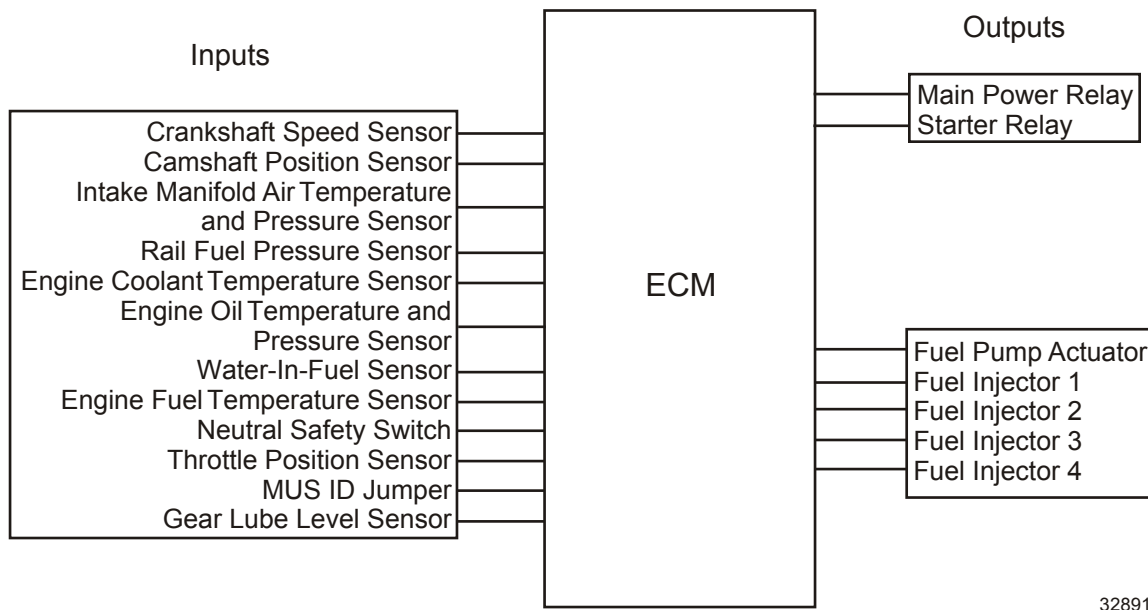 Inputs
Crankshaft Speed Sensor
Camshaft Position Sensor
Intake Manifold Air Temperature
and Pressure Sensor
Rail Fuel Pressure Sensor
Engine Coolant Temperature Sensor
Engine Oil Temperature and
Pressure Sensor
Water-In-Fuel Sensor
Engine Fuel Temperature Sensor
Neutral Safety Switch
Throttle Position Sensor
MUS ID Jumper
Gear Lube Level Sensor
ECM
Outputs
Main Power Relay
Starter Relay
Fuel Pump Actuator
Fuel Injector 1
Fuel Injector 2
Fuel Injector 3
Fuel Injector 4
32891